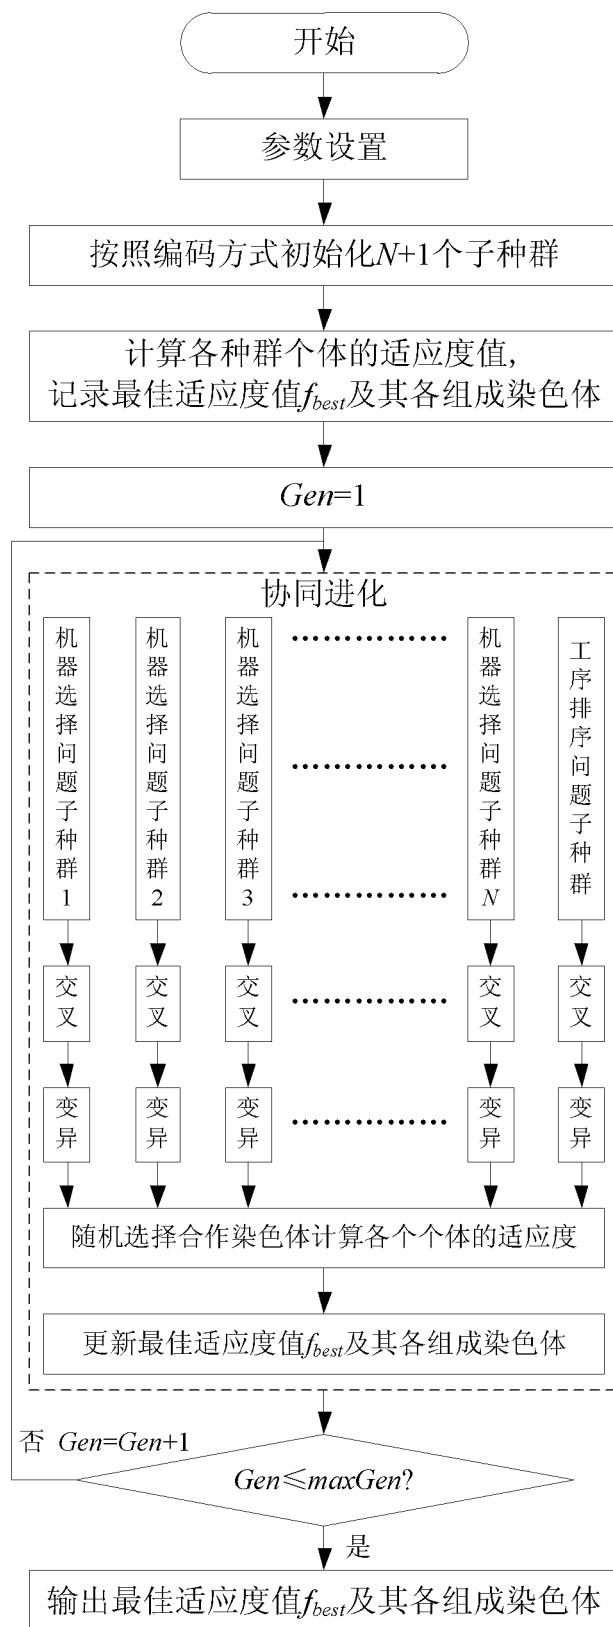 开始
参数设置
按照编码方式初始化N+1个子种群
计算各种群个体的适应度值,
记录最佳适应度值fbest及其各组成染色体
Gen=1
协同进化
机器选择问题子种群1
机器选择问题子种群2
机器选择问题子种群3
机器选择问题子种群N
工序排序问题子种群
交叉
交叉
交叉
交叉
交叉
变异
变异
变异
变异
变异
随机选择合作染色体计算各个个体的适应度
更新最佳适应度值fbest及其各组成染色体
否 Gen=Gen+1
Gen≤maxGen?
是
输出最佳适应度值fbest及其各组成染色体